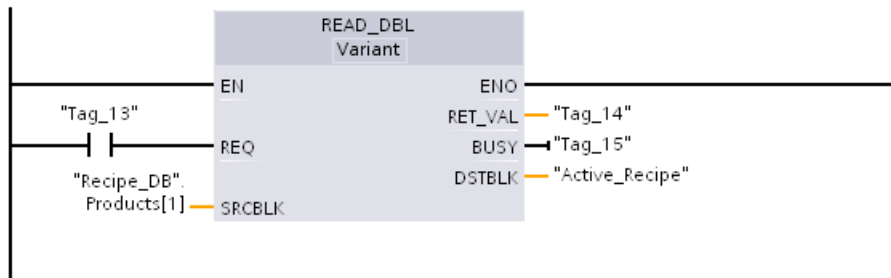 READ_DBL
Variant
EN
ENO
"Tag_13"
RET_VAL
"Tag_14"
REQ
BUSY
"Tag_15"
"Recipe_DB".
Products[1]
DSTBLK
"Active_Recipe"
SRCBLK